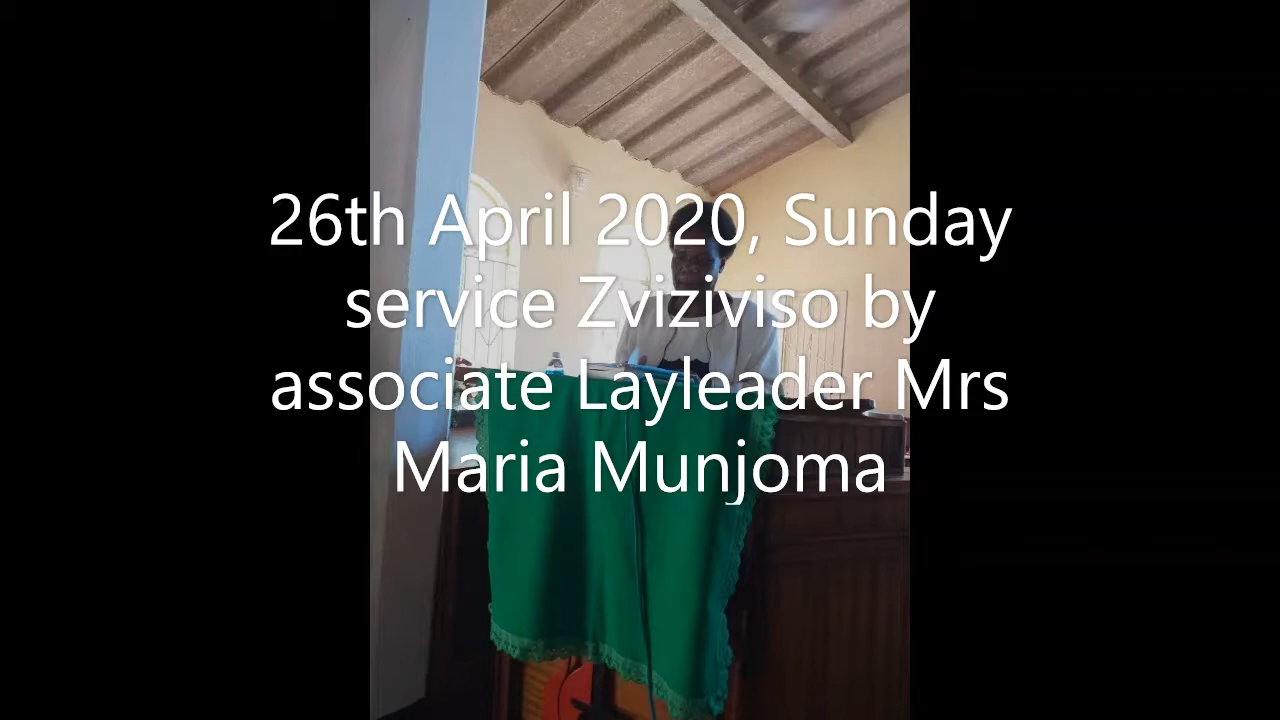 26th April 2020, Sunday
service Zviziviso by
associate Layleader Mrs
Maria Munjoma